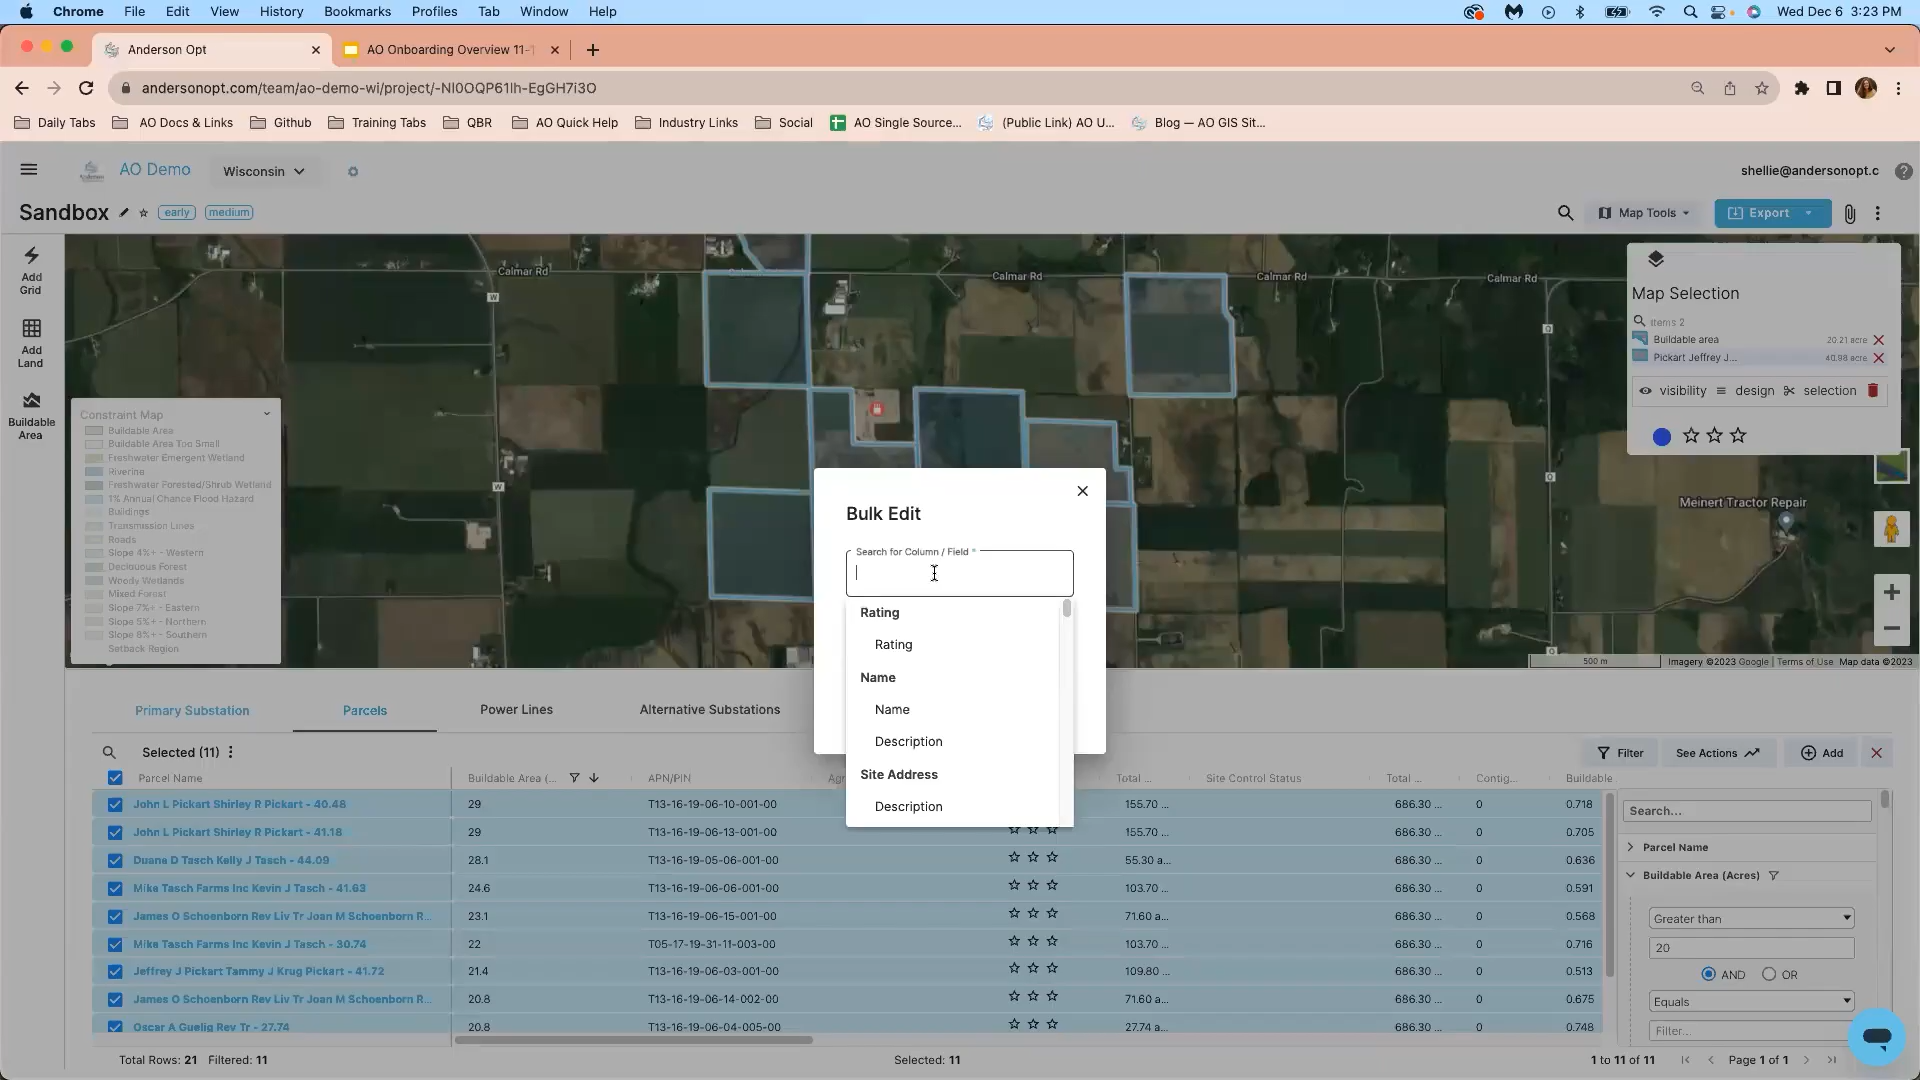 Chrome File Edit View History Bookmarks Profiles Tab Window Help Wed Dec 6 3:23 PM
Anderson Opt
AO Onboarding Overview 11-
andersonopt.com/team/ao-demo-wi/project/-NI0OQP61lh-EgGH7i3O
Daily Tabs AO Docs & Links Github Training Tabs QBR AO Quick Help Industry Links Social AO Single Source... (Public Link) AO U... Blog — AO GIS Sit...
AO Demo Wisconsin shellie@andersonopt.c
Sandbox early medium Map Tools Export
Add Grid
Add Land
Buildable Area
Calmar Rd
Calmar Rd
Calmar Rd
Calmar Rd
W
W
Q
Q
Q
Meinert Tractor Repair
Constraint Map
Buildable Area
Buildable Area Too Small
Freshwater Emergent Wetland
Riverine
Freshwater Forested/Shrub Wetland
1% Annual Chance Flood Hazard
Buildings
Transmission Lines
Roads
Slope 4%+ - Western
Deciduous Forest
Woody Wetlands
Mixed Forest
Slope 7%+ - Eastern
Slope 5%+ - Northern
Slope 8%+ - Southern
Setback Region
Map Selection
Items 2
Buildable area 20.21 acre
Pickart Jeffrey J... 40.98 acre
visibility design selection
500 m Imagery ©2023 Google Terms of Use Map data ©2023
Bulk Edit
Search for Column / Field *
Rating
Rating
Name
Name
Description
Site Address
Description
Primary Substation Parcels Power Lines Alternative Substations
Selected (11) Filter See Actions Add
Parcel Name Buildable Area (... APN/PIN Total ... Site Control Status Total ... Contig... Buildable
John L Pickart Shirley R Pickart - 40.48 29 T13-16-19-06-10-001-00 155.70 ... 686.30 ... 0 0.718
John L Pickart Shirley R Pickart - 41.18 29 T13-16-19-06-13-001-00 155.70 ... 686.30 ... 0 0.705
Duane D Tasch Kelly J Tasch - 44.09 28.1 T13-16-19-05-06-001-00 55.30 a... 686.30 ... 0 0.636
Mike Tasch Farms Inc Kevin J Tasch - 41.63 24.6 T13-16-19-06-06-001-00 103.70 ... 686.30 ... 0 0.591
James O Schoenborn Rev Liv Tr Joan M Schoenborn R... 23.1 T13-16-19-06-15-001-00 71.60 a... 686.30 ... 0 0.568
Mike Tasch Farms Inc Kevin J Tasch - 30.74 22 T05-17-19-31-11-003-00 103.70 ... 686.30 ... 0 0.716
Jeffrey J Pickart Tammy J Krug Pickart - 41.72 21.4 T13-16-19-06-03-001-00 109.80 ... 686.30 ... 0 0.513
James O Schoenborn Rev Liv Tr Joan M Schoenborn R... 20.8 T13-16-19-06-14-002-00 71.60 a... 686.30 ... 0 0.675
Oscar A Guelig Rev Tr - 27.74 20.8 T13-16-19-06-04-005-00 27.74 a... 686.30 ... 0 0.748
Search...
Parcel Name
Buildable Area (Acres)
Greater than
20
AND OR
Equals
Filter...
Total Rows: 21 Filtered: 11 Selected: 11 1 to 11 of 11 Page 1 of 1